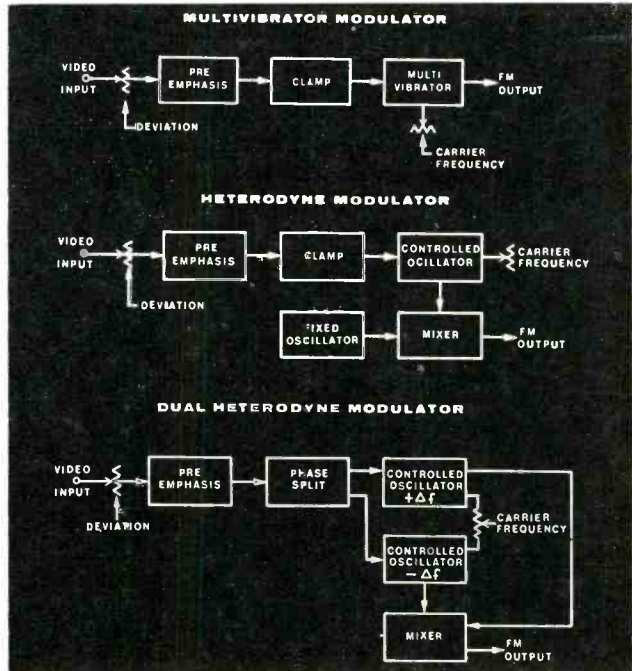 MULTIVIBRATOR MODULATOR
VIDEO
INPUT
DEVIATION
PRE
EMPHASIS
CLAMP
MULTI
VIBRATOR
FM
OUTPUT
CARRIER
FREQUENCY
HETERODYNE MODULATOR
VIDEO
INPUT
DEVIATION
PRE
EMPHASIS
CLAMP
CONTROLLED
OCILLATOR
CARRIER
FREQUENCY
FIXED
OSCILLATOR
MIXER
FM
OUTPUT
DUAL HETERODYNE MODULATOR
VIDEO
INPUT
DEVIATION
PRE
EMPHASIS
PHASE
SPLIT
CONTROLLED
OSCILLATOR
+ Δf
CARRIER
FREQUENCY
CONTROLLED
OSCILLATOR
− Δf
MIXER
FM
OUTPUT